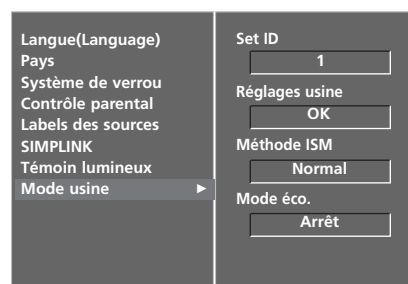 Langue(Language)
Pays
Système de verrou
Contrôle parental
Labels des sources
SIMPLINK
Témoin lumineux
Mode usine ►
Set ID
1
Réglages usine
OK
Méthode ISM
Normal
Mode éco.
Arrêt